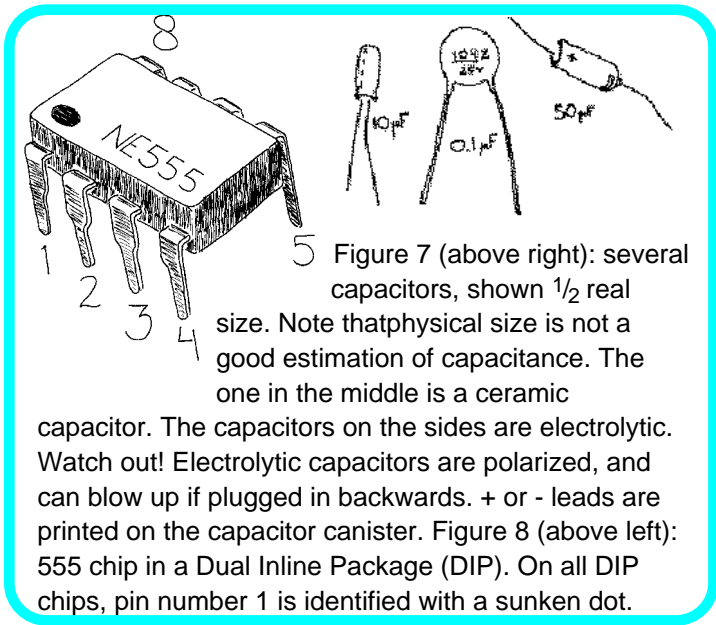 8
NE555
1
2
3
4
5
10µF
104Z
25v
0.1µF
+
50µF
Figure 7 (above right): several
capacitors, shown 1/2 real
size. Note thatphysical size is not a
good estimation of capacitance. The
one in the middle is a ceramic
capacitor. The capacitors on the sides are electrolytic.
Watch out! Electrolytic capacitors are polarized, and
can blow up if plugged in backwards. + or - leads are
printed on the capacitor canister. Figure 8 (above left):
555 chip in a Dual Inline Package (DIP). On all DIP
chips, pin number 1 is identified with a sunken dot.